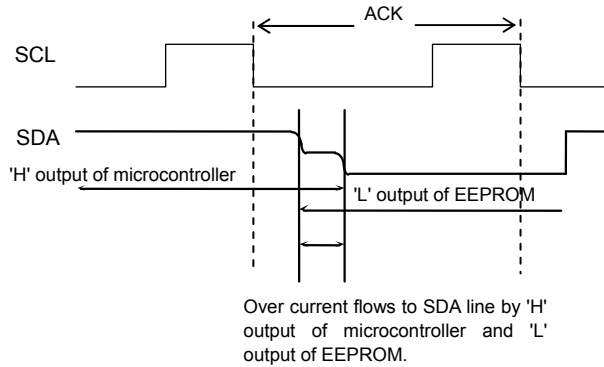 ACK
SCL
SDA
'H' output of microcontroller
'L' output of EEPROM
Over current flows to SDA line by 'H'
output of microcontroller and 'L'
output of EEPROM.